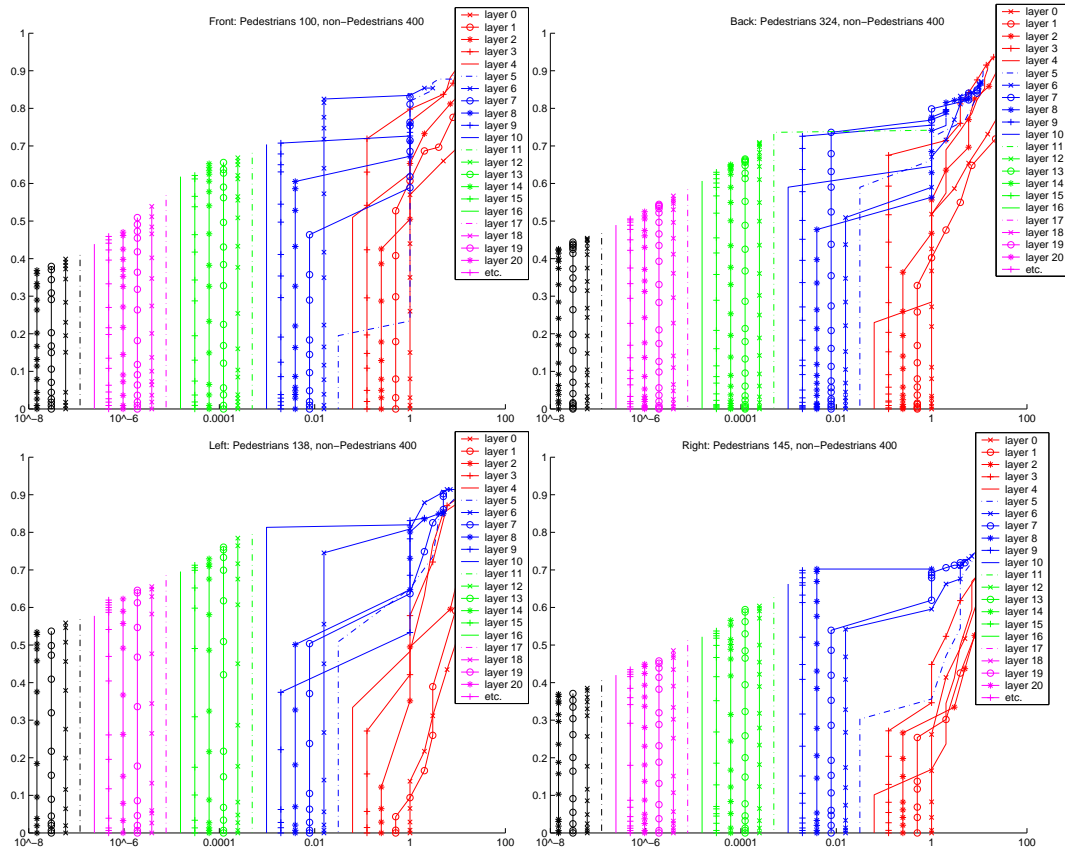 Front: Pedestrians 100, non−Pedestrians 400
1
0.9
0.8
0.7
0.6
0.5
0.4
0.3
0.2
0.1
0
10^−8 10^−6 0.0001 0.01 1 100
layer 0
layer 1
layer 2
layer 3
layer 4
layer 5
layer 6
layer 7
layer 8
layer 9
layer 10
layer 11
layer 12
layer 13
layer 14
layer 15
layer 16
layer 17
layer 18
layer 19
layer 20
etc.
Back: Pedestrians 324, non−Pedestrians 400
1
0.9
0.8
0.7
0.6
0.5
0.4
0.3
0.2
0.1
0
10^−8 10^−6 0.0001 0.01 1 100
layer 0
layer 1
layer 2
layer 3
layer 4
layer 5
layer 6
layer 7
layer 8
layer 9
layer 10
layer 11
layer 12
layer 13
layer 14
layer 15
layer 16
layer 17
layer 18
layer 19
layer 20
etc.
Left: Pedestrians 138, non−Pedestrians 400
1
0.9
0.8
0.7
0.6
0.5
0.4
0.3
0.2
0.1
0
10^−8 10^−6 0.0001 0.01 1 100
layer 0
layer 1
layer 2
layer 3
layer 4
layer 5
layer 6
layer 7
layer 8
layer 9
layer 10
layer 11
layer 12
layer 13
layer 14
layer 15
layer 16
layer 17
layer 18
layer 19
layer 20
etc.
Right: Pedestrians 145, non−Pedestrians 400
1
0.9
0.8
0.7
0.6
0.5
0.4
0.3
0.2
0.1
0
10^−8 10^−6 0.0001 0.01 1 100
layer 0
layer 1
layer 2
layer 3
layer 4
layer 5
layer 6
layer 7
layer 8
layer 9
layer 10
layer 11
layer 12
layer 13
layer 14
layer 15
layer 16
layer 17
layer 18
layer 19
layer 20
etc.